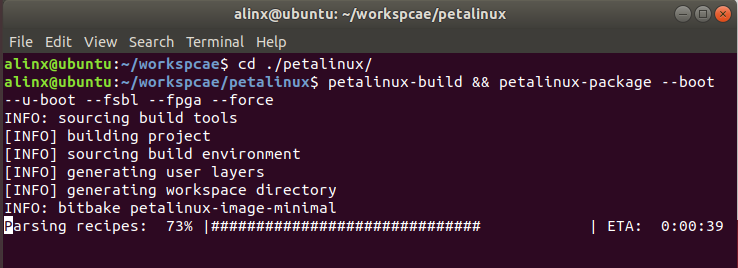 alinx@ubuntu: ~/workspcae/petalinux
File Edit View Search Terminal Help
alinx@ubuntu:~/workspcae$ cd ./petalinux/
alinx@ubuntu:~/workspcae/petalinux$ petalinux-build && petalinux-package --boot
--u-boot --fsbl --fpga --force
INFO: sourcing build tools
[INFO] building project
[INFO] sourcing build environment
[INFO] generating user layers
[INFO] generating workspace directory
INFO: bitbake petalinux-image-minimal
Parsing recipes:  73% |##############################            | ETA:  0:00:39